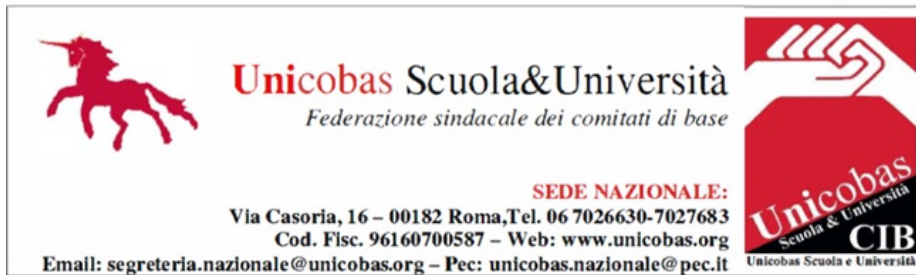 Unicobas Scuola&Università
Federazione sindacale dei comitati di base
SEDE NAZIONALE:
Via Casoria, 16 – 00182 Roma,Tel. 06 7026630-7027683
Cod. Fisc. 96160700587 – Web: www.unicobas.org
Email: segreteria.nazionale@unicobas.org – Pec: unicobas.nazionale@pec.it
Unicobas
Scuola & Università
CIB
Unicobas Scuola e Università